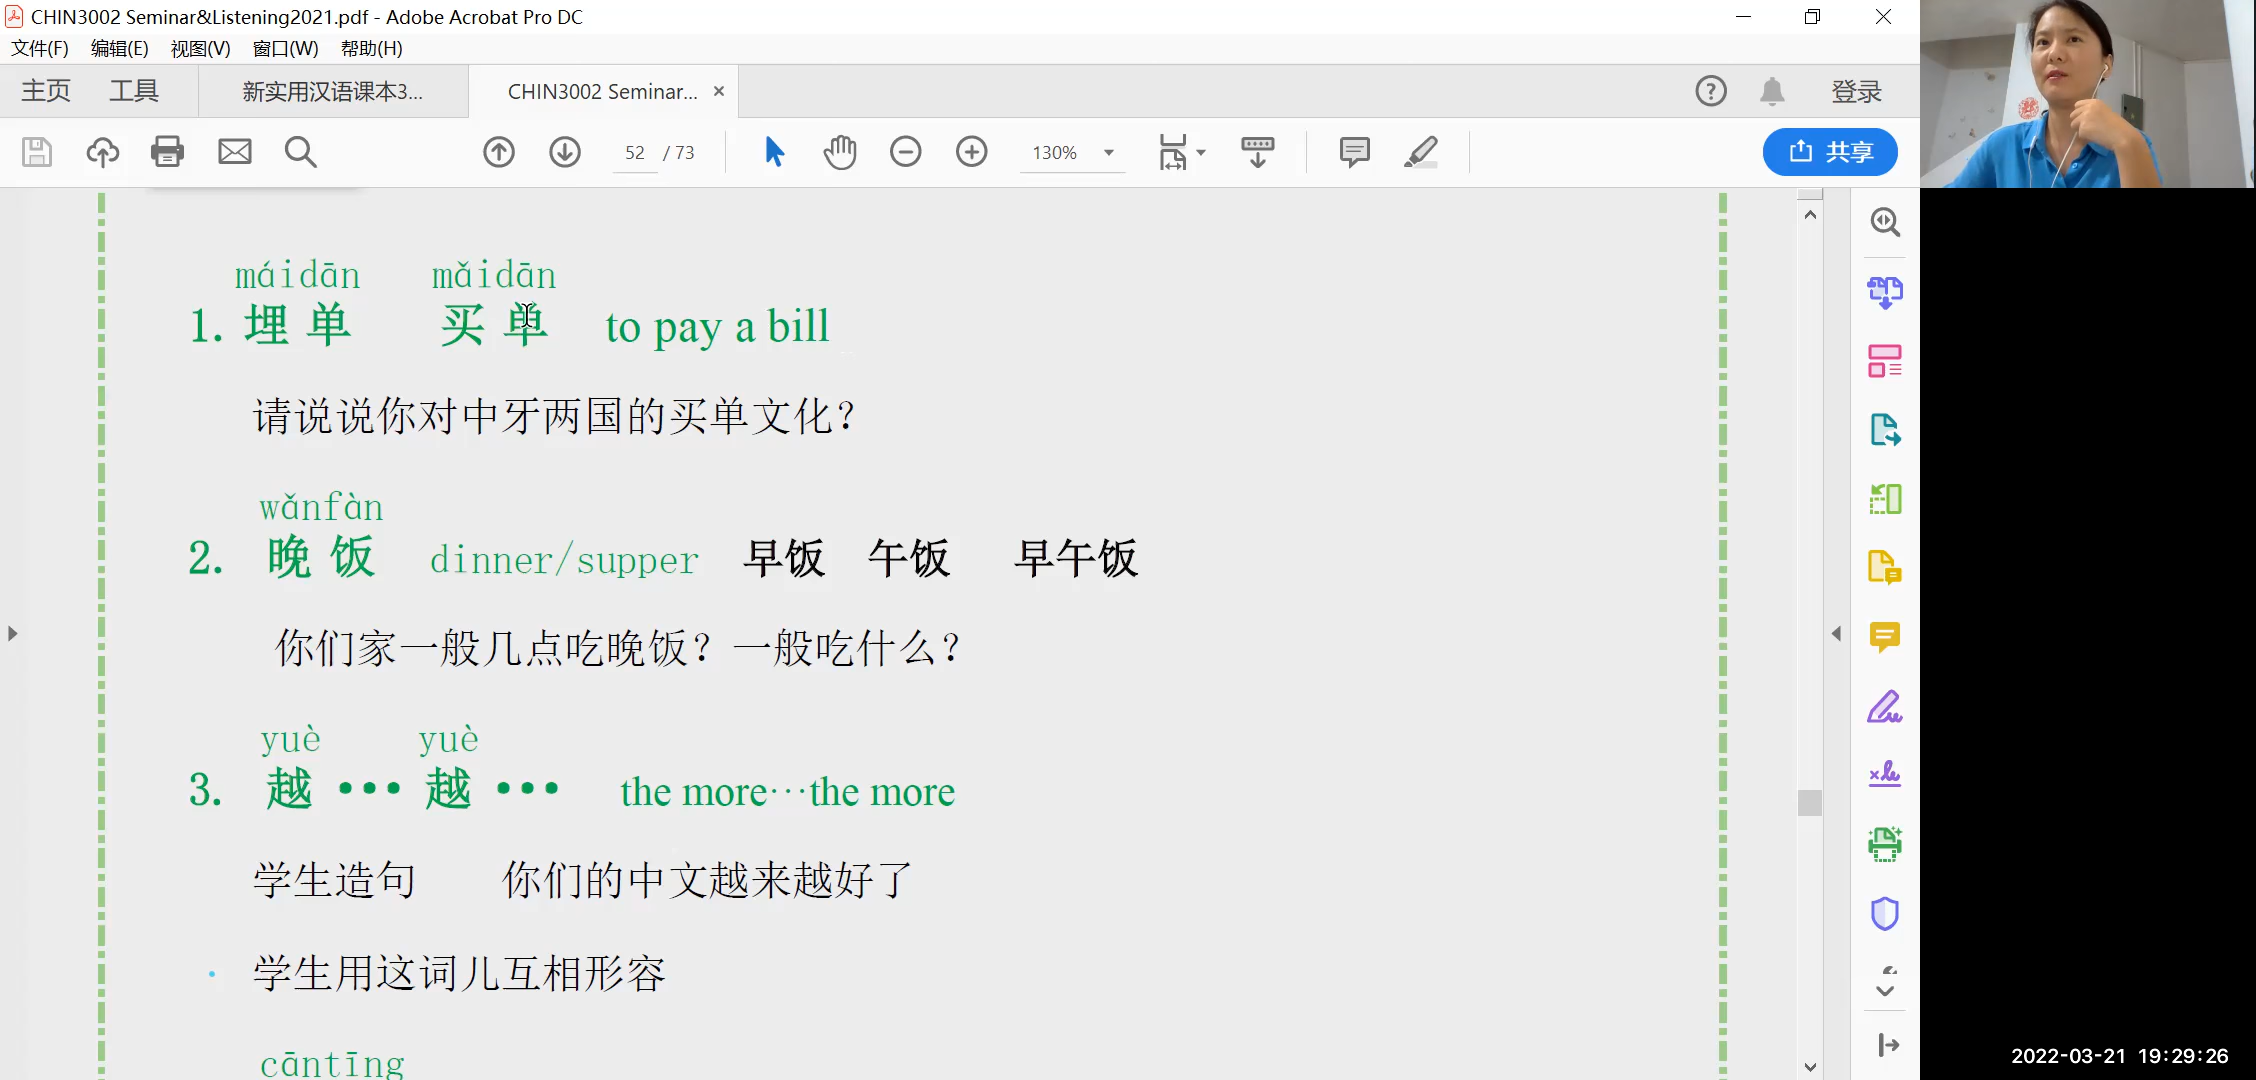 CHIN3002 Seminar&Listening2021.pdf - Adobe Acrobat Pro DC
文件(F) 编辑(E) 视图(V) 窗口(W) 帮助(H)
主页 工具 新实用汉语课本3... CHIN3002 Seminar... × 登录
52 / 73 130% 共享
máidān mǎidān
1. 埋单 买单 to pay a bill
请说说你对中牙两国的买单文化?
wǎnfàn
2. 晚饭 dinner/supper 早饭 午饭 早午饭
你们家一般几点吃晚饭? 一般吃什么?
yuè yuè
3. 越 ··· 越 ··· the more···the more
学生造句 你们的中文越来越好了
学生用这词儿互相形容
cāntīng
2022-03-21 19:29:26